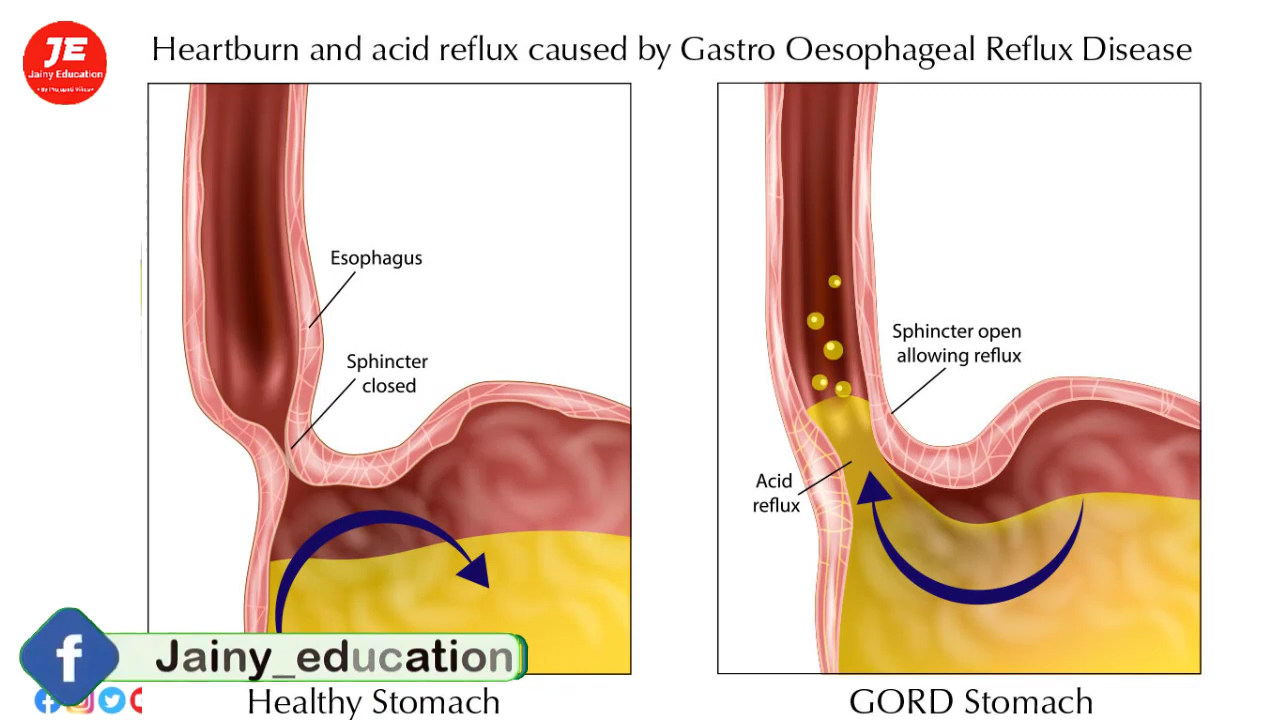 JE
Jainy Education
Heartburn and acid reflux caused by Gastro Oesophageal Reflux Disease
Esophagus
Sphincter
closed
Sphincter open
allowing reflux
Acid
reflux
f Jainy_education
Healthy Stomach
GORD Stomach